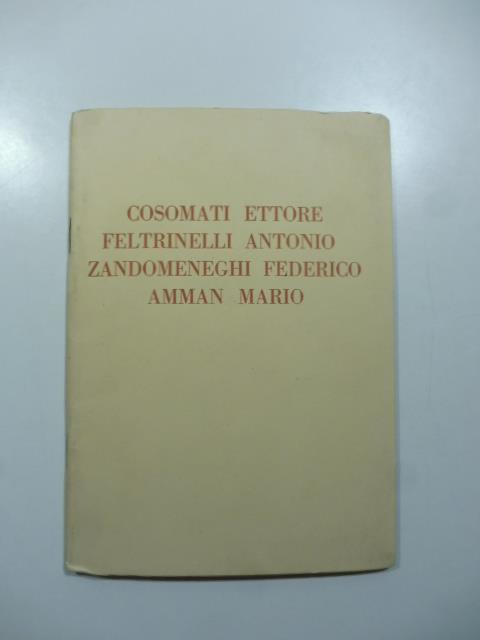 COSOMATI ETTORE
FELTRINELLI ANTONIO
ZANDOMENEGHI FEDERICO
AMMAN MARIO